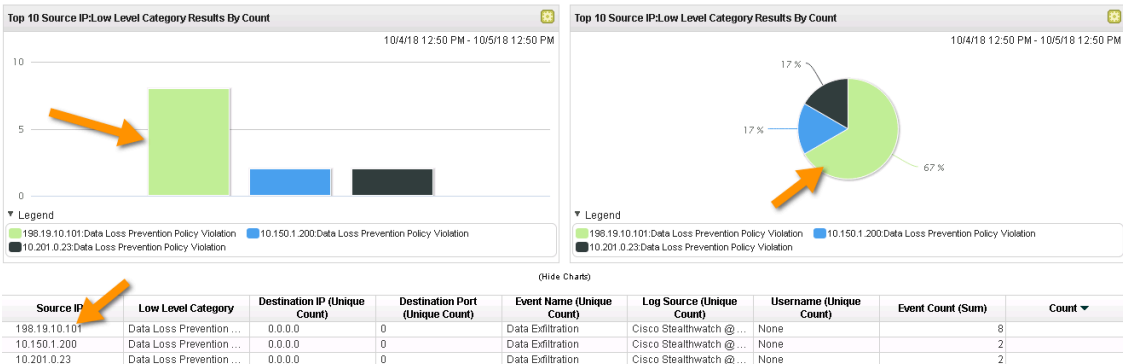 Top 10 Source IP:Low Level Category Results By Count
10/4/18 12:50 PM - 10/5/18 12:50 PM
10
5
0
Legend
198.19.10.101:Data Loss Prevention Policy Violation 10.150.1.200:Data Loss Prevention Policy Violation
10.201.0.23:Data Loss Prevention Policy Violation
Top 10 Source IP:Low Level Category Results By Count
10/4/18 12:50 PM - 10/5/18 12:50 PM
17 %
17 %
67 %
Legend
198.19.10.101:Data Loss Prevention Policy Violation 10.150.1.200:Data Loss Prevention Policy Violation
10.201.0.23:Data Loss Prevention Policy Violation
(Hide Charts)
Source IP Low Level Category Destination IP (Unique Count) Destination Port (Unique Count) Event Name (Unique Count) Log Source (Unique Count) Username (Unique Count) Event Count (Sum) Count
198.19.10.101 Data Loss Prevention ... 0.0.0.0 0 Data Exfiltration Cisco Stealthwatch @ ... None 8
10.150.1.200 Data Loss Prevention ... 0.0.0.0 0 Data Exfiltration Cisco Stealthwatch @ ... None 2
10.201.0.23 Data Loss Prevention ... 0.0.0.0 0 Data Exfiltration Cisco Stealthwatch @ ... None 2